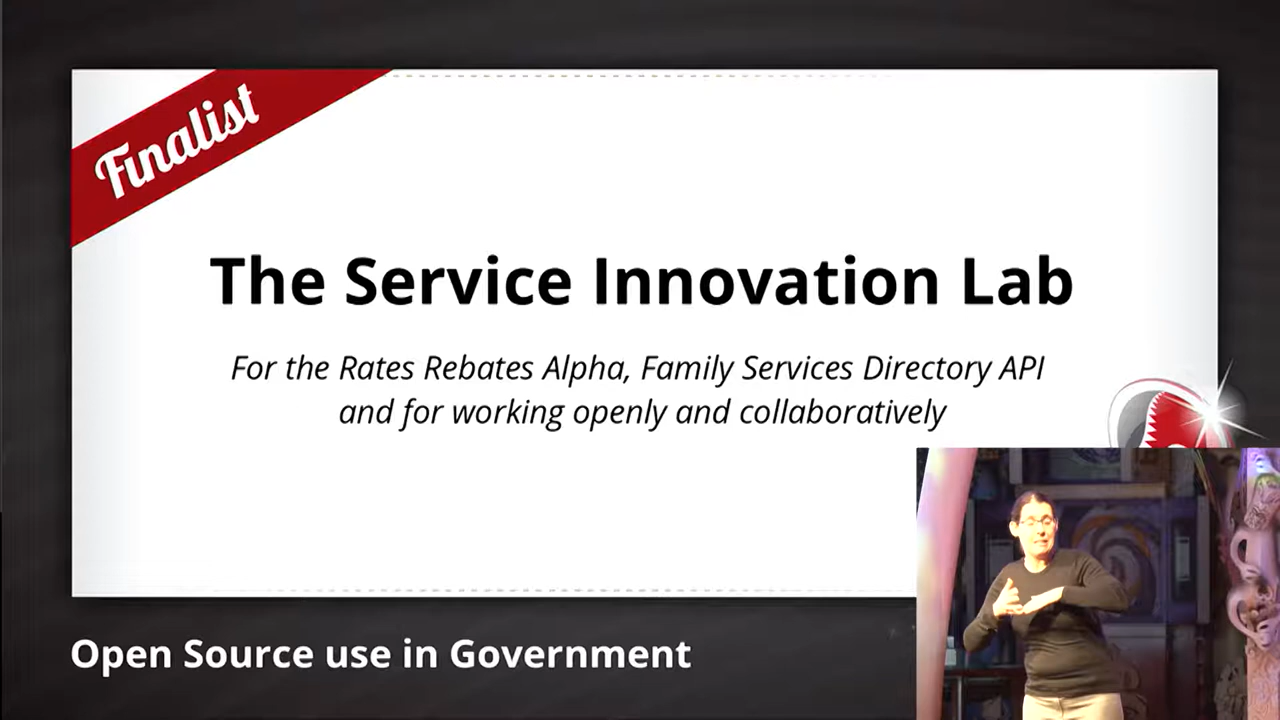 Finalist
The Service Innovation Lab
For the Rates Rebates Alpha, Family Services Directory API
and for working openly and collaboratively
Open Source use in Government